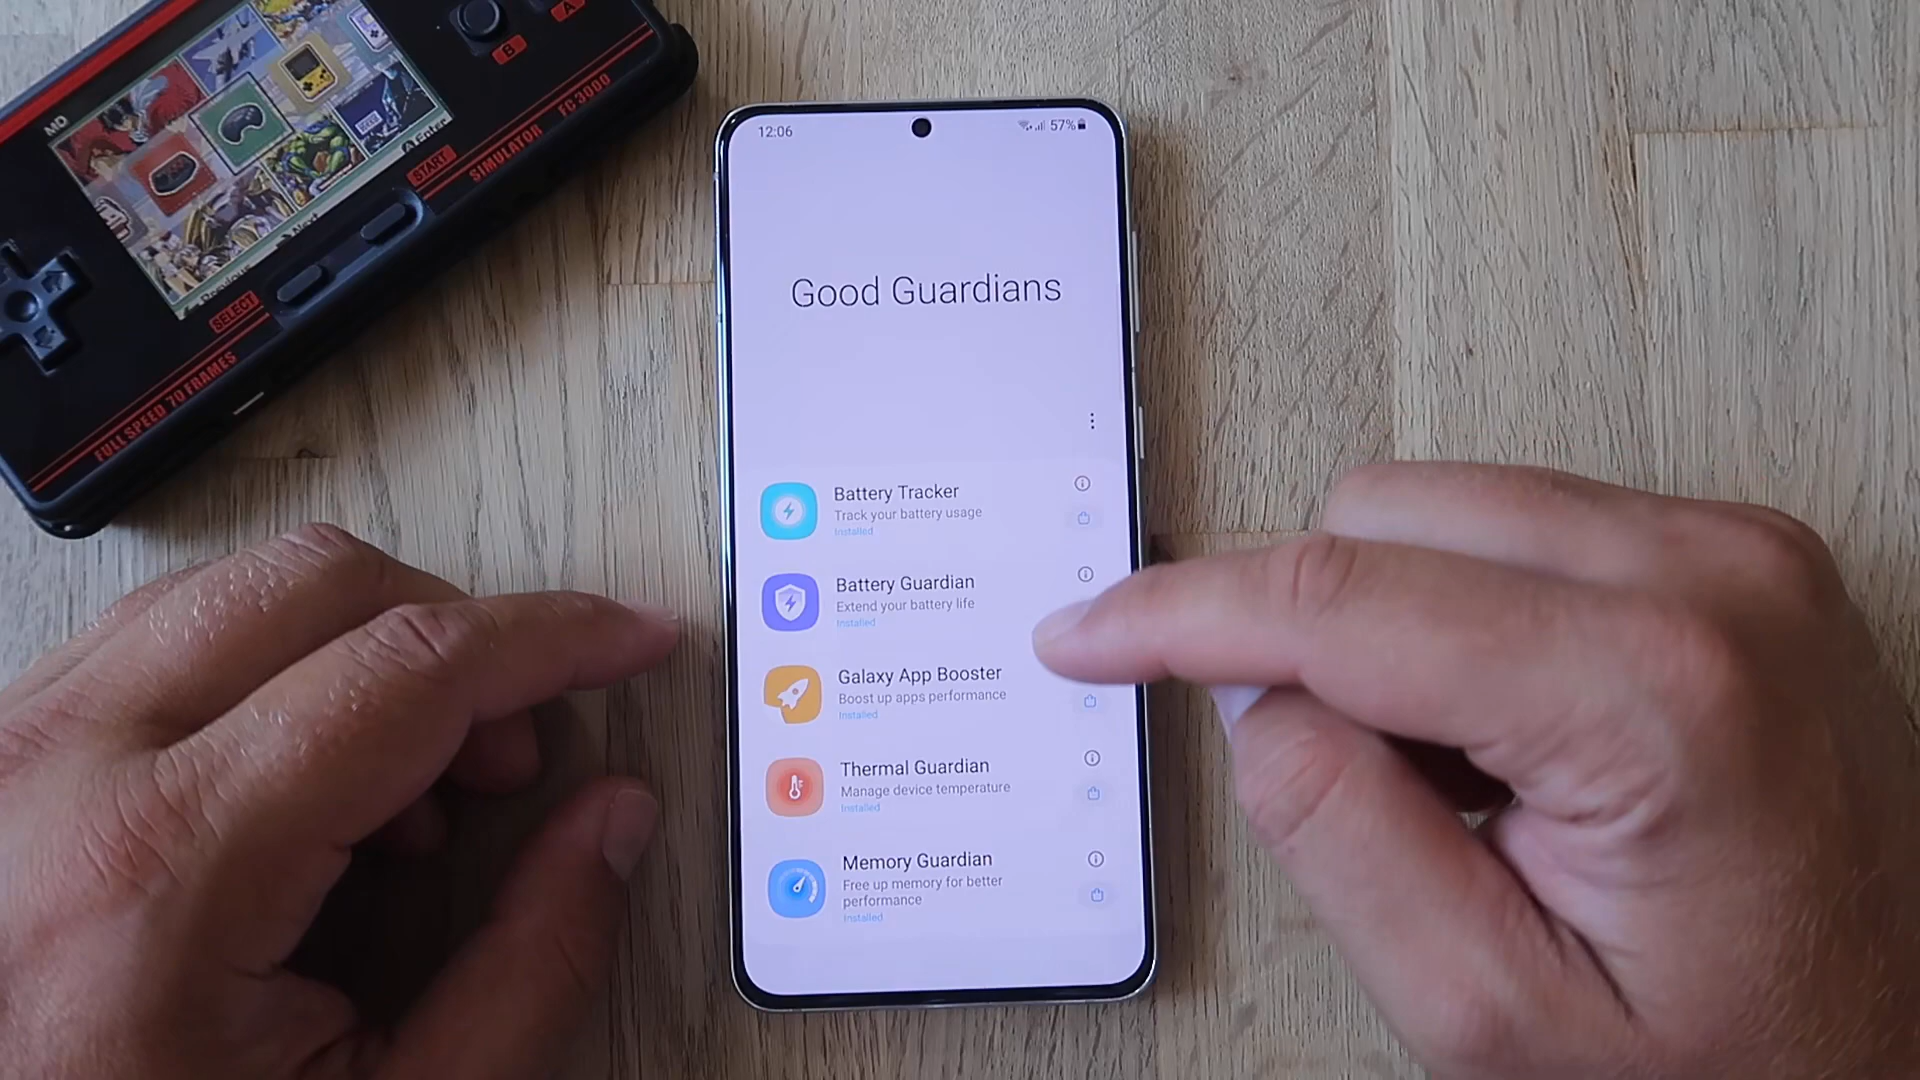 MD
A
B
A Enter
Next
START
SELECT
SIMULATOR FC3000
FULL SPEED 70 FRAMES
12:06
57%
Good Guardians
Battery Tracker
Track your battery usage
Installed
Battery Guardian
Extend your battery life
Installed
Galaxy App Booster
Boost up apps performance
Installed
Thermal Guardian
Manage device temperature
Installed
Memory Guardian
Free up memory for better
performance
Installed